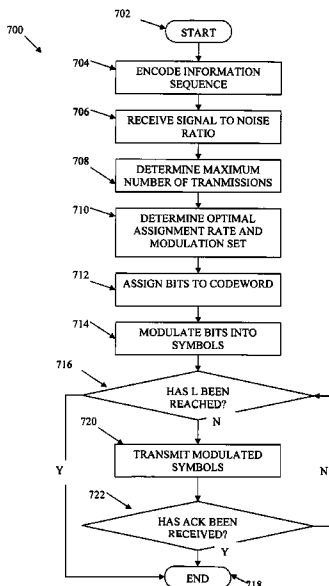 702
START
700
704
ENCODE INFORMATION
SEQUENCE
706
RECEIVE SIGNAL TO NOISE
RATIO
708
DETERMINE MAXIMUM
NUMBER OF TRANMISSIONS
710
DETERMINE OPTIMAL
ASSIGNMENT RATE AND
MODULATION SET
712
ASSIGN BITS TO CODEWORD
714
MODULATE BITS INTO
SYMBOLS
716
HAS L BEEN
REACHED?
720
N
TRANSMIT MODULATED
SYMBOLS
Y
N
722
HAS ACK BEEN
RECEIVED?
Y
END
718